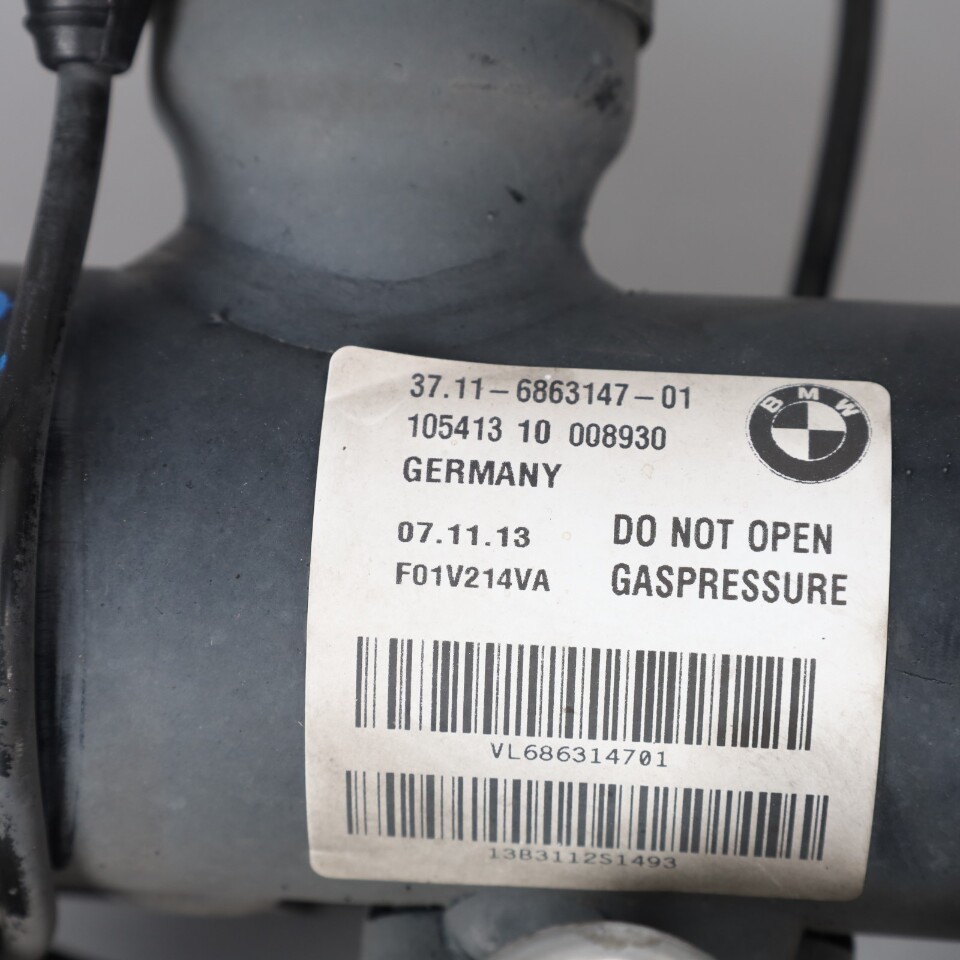 37.11-6863147-01
BMW
105413 10 008930
GERMANY
07.11.13 DO NOT OPEN
F01V214VA GASPRESSURE
VL686314701
13B3112S1493